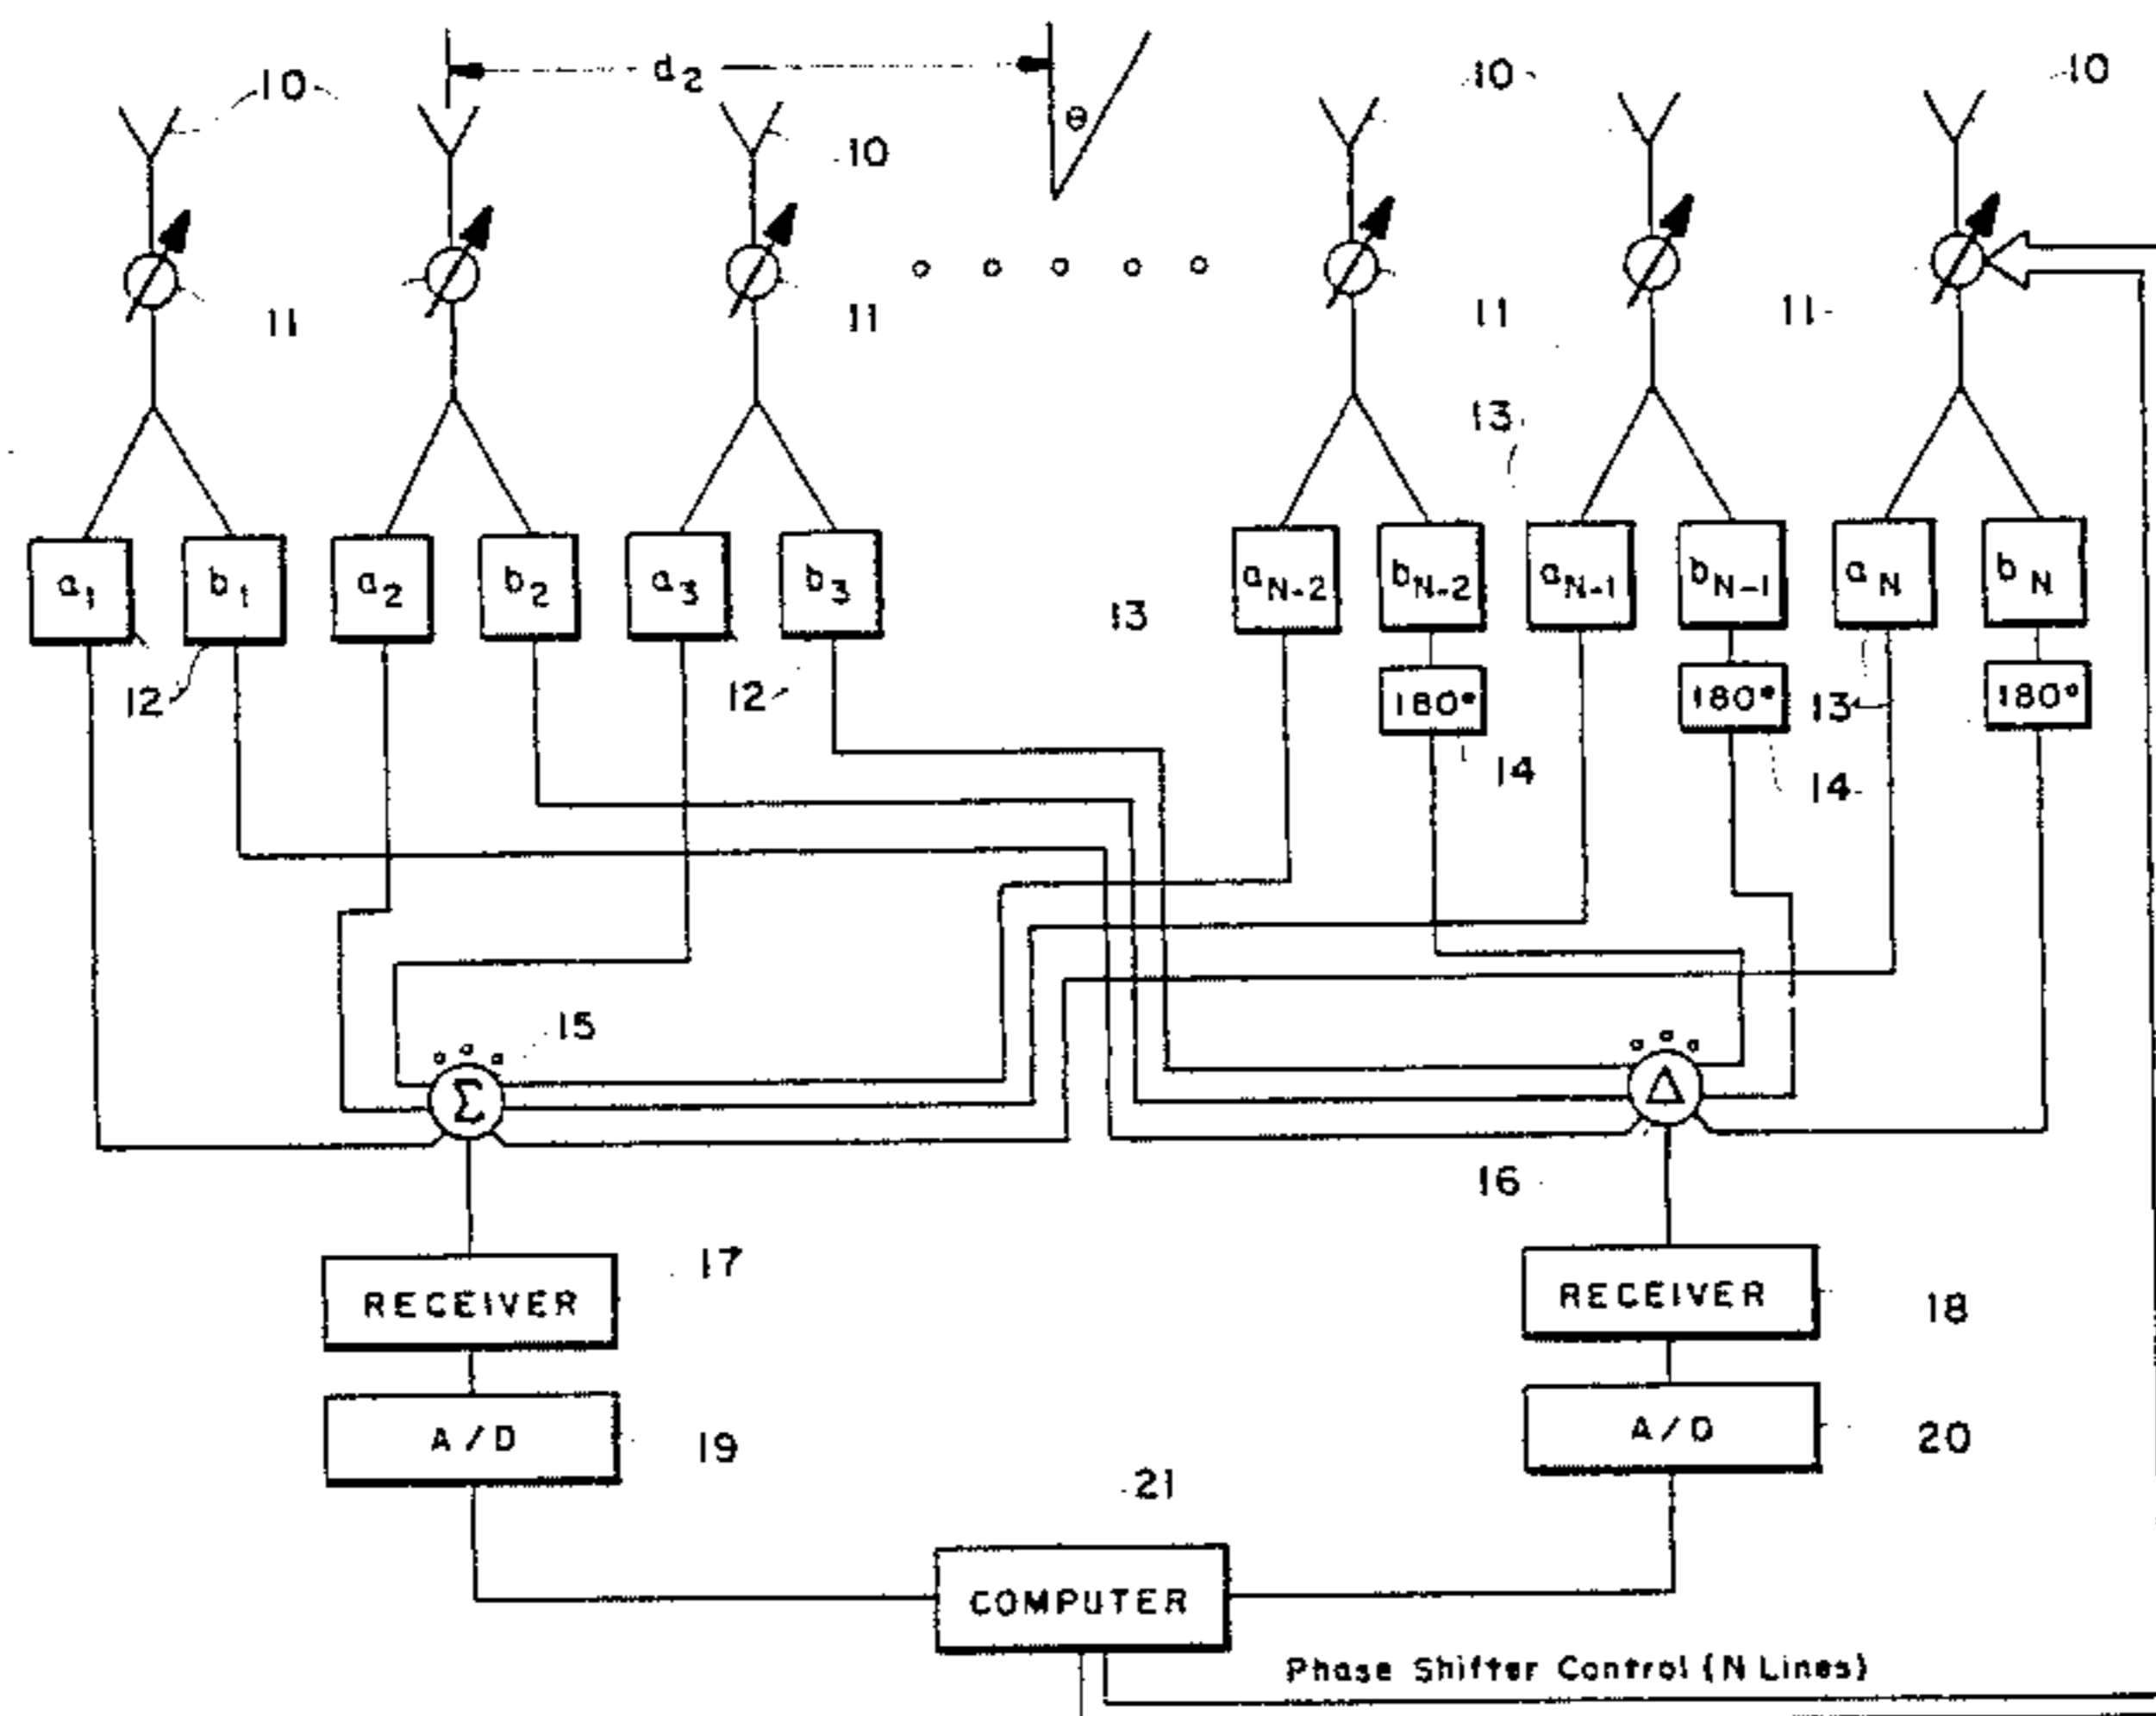 10 d2 10 10
θ 10
11 11 11 11
13
a1 b1 a2 b2 a3 b3 aN-2 bN-2 aN-1 bN-1 aN bN
13
12 12 180° 180° 13 180°
14 14
15
Σ Δ
16
17
RECEIVER RECEIVER 18
A/D 19 A/D 20
21
COMPUTER
Phase Shifter Control (N Lines)